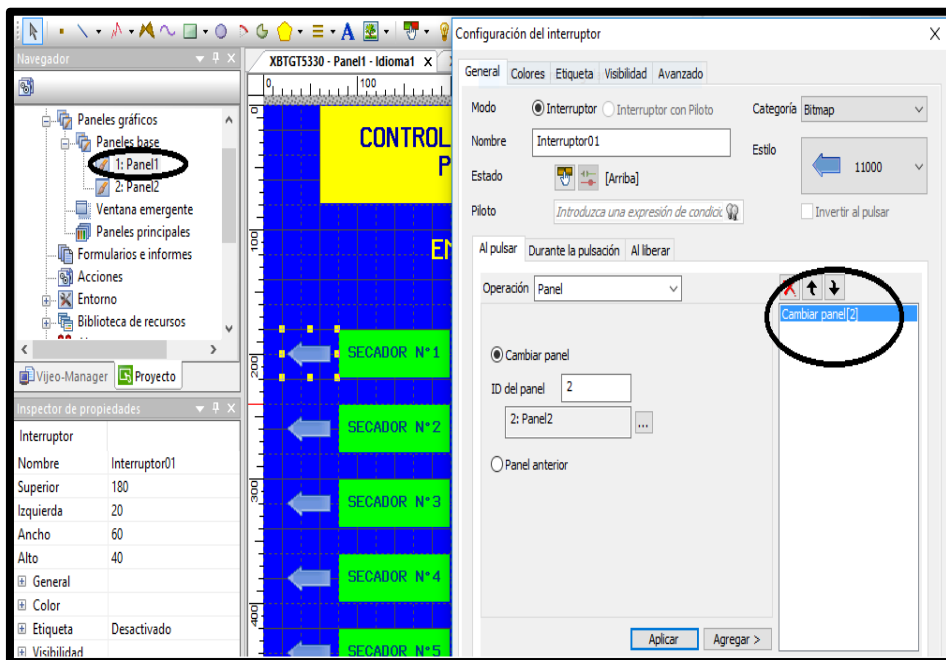 Configuración del interruptor
Navegador
XBTGT5330 - Panel1 - Idioma1 X
0 100
Paneles gráficos
Paneles base
1: Panel1
2: Panel2
Ventana emergente
Paneles principales
Formularios e informes
Acciones
Entorno
Biblioteca de recursos
Vijeo-Manager Proyecto
Inspector de propiedades
Interruptor
Nombre Interruptor01
Superior 180
Izquierda 20
Ancho 60
Alto 40
General
Color
Etiqueta Desactivado
Visibilidad
0
100
200
300
400
CONTROL
P
EN
SECADOR N°1
SECADOR N°2
SECADOR N°3
SECADOR N°4
SECADOR N°5
General Colores Etiqueta Visibilidad Avanzado
Modo Interruptor Interruptor con Piloto Categoría Bitmap
Nombre Interruptor01 Estilo 11000
Estado [Arriba]
Piloto Introduzca una expresión de condici Invertir al pulsar
Al pulsar Durante la pulsación Al liberar
Operación Panel
Cambiar panel[2]
Cambiar panel
ID del panel 2
2: Panel2 ...
Panel anterior
Aplicar Agregar >